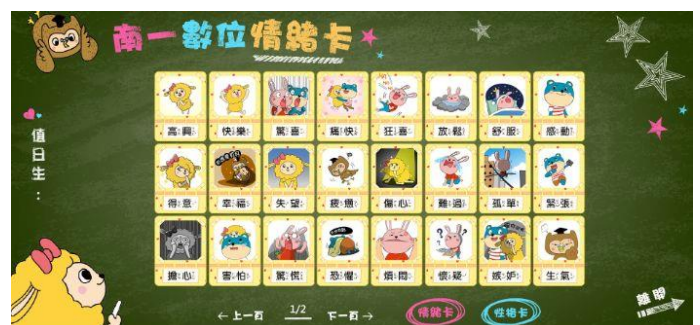 南一數位情緒卡
值日生：
高興 快樂 驚喜 痛快 狂喜 放鬆 舒服 感動
得意 幸福 失望 疲憊 傷心 難過 孤單 緊張
擔心 害怕 驚慌 恐懼 煩悶 懷疑 嫉妒 生氣
←上一頁 1/2 下一頁→ 情緒卡 性格卡 離開